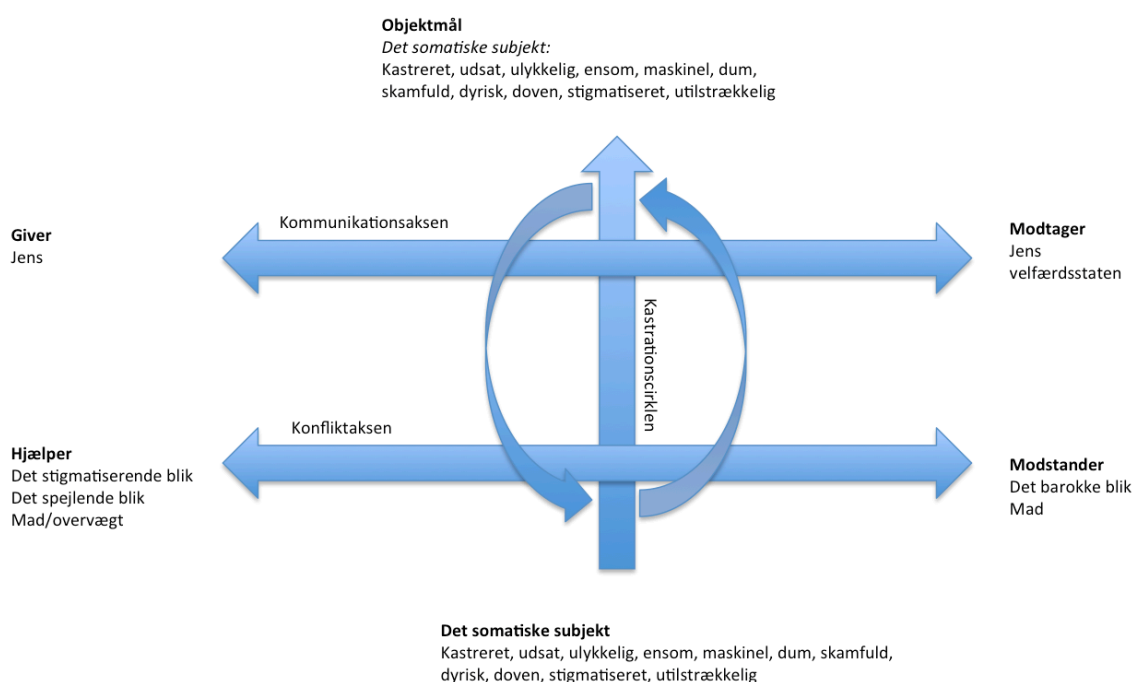 Objektmål
Det somatiske subjekt:
Kastreret, udsat, ulykkelig, ensom, maskinel, dum,
skamfuld, dyrisk, doven, stigmatiseret, utilstrækkelig
Kommunikationsaksen
Giver
Jens
Modtager
Jens
velfærdsstaten
Kastrationscirklen
Konfliktaksen
Hjælper
Det stigmatiserende blik
Det spejlende blik
Mad/overvægt
Modstander
Det barokke blik
Mad
Det somatiske subjekt
Kastreret, udsat, ulykkelig, ensom, maskinel, dum, skamfuld,
dyrisk, doven, stigmatiseret, utilstrækkelig